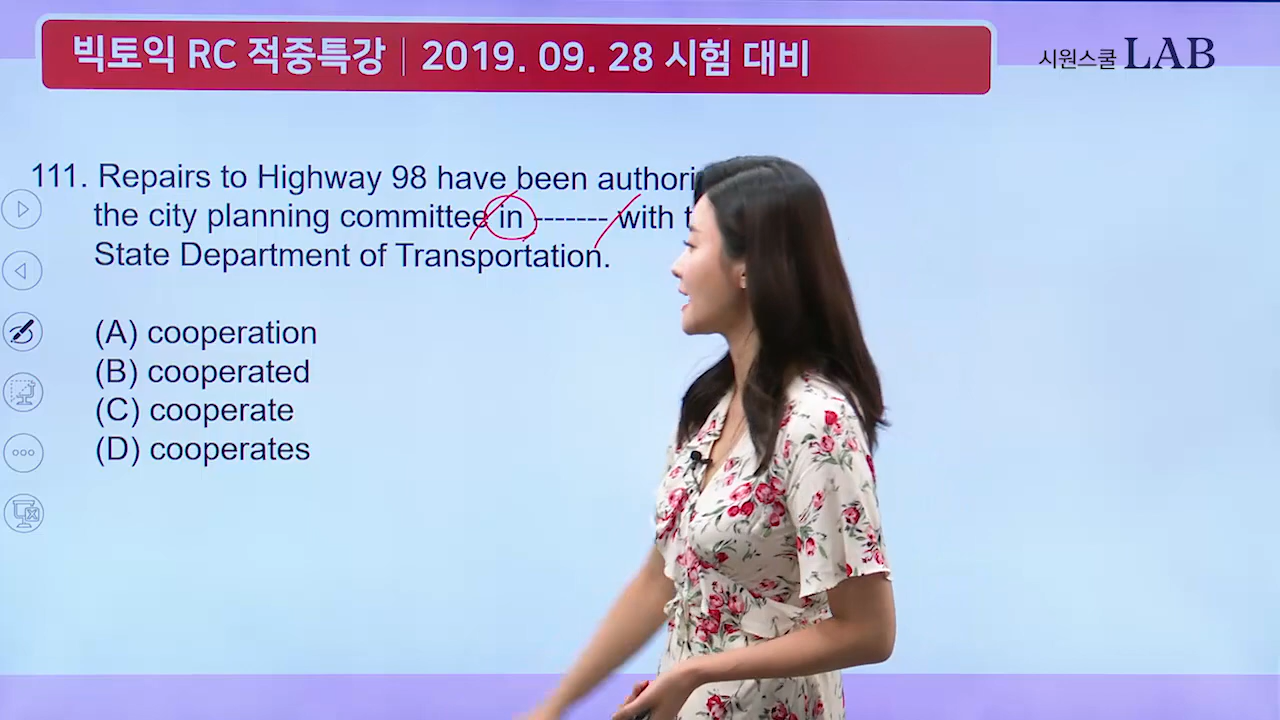 빅토익 RC 적중특강 | 2019. 09. 28 시험 대비
시원스쿨 LAB
111. Repairs to Highway 98 have been
the city planning committee in ------- with
State Department of Transportation.
(A) cooperation
(B) cooperated
(C) cooperate
(D) cooperates